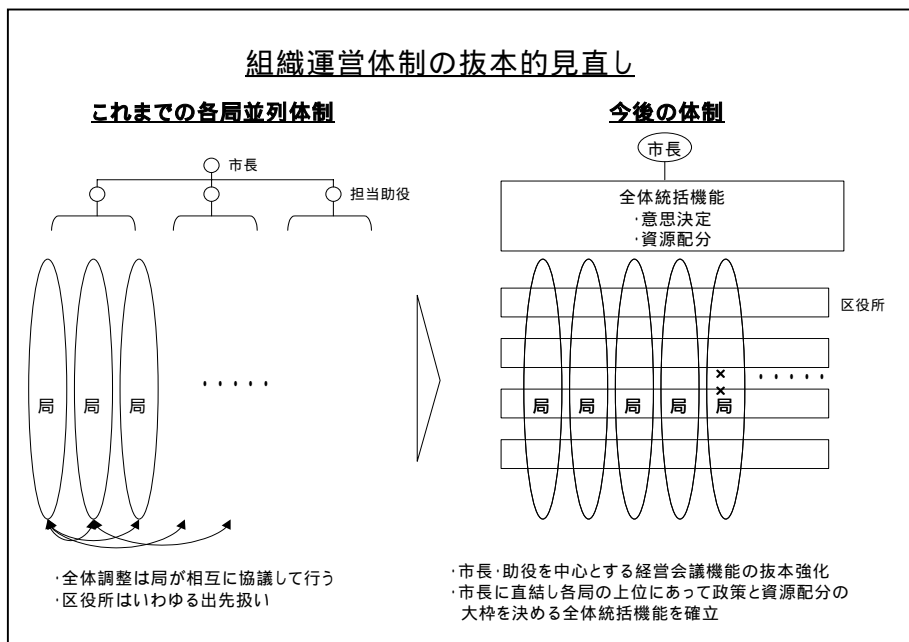 組織運営体制の抜本的見直し
これまでの各局並列体制
市長
担当助役
局 局 局
・・・・・
・全体調整は局が相互に協議して行う
・区役所はいわゆる出先扱い
今後の体制
市長
全体統括機能
・意思決定
・資源配分
区役所
××
・・・・・
局 局 局 局 局
・市長・助役を中心とする経営会議機能の抜本強化
・市長に直結し各局の上位にあって政策と資源配分の
大枠を決める全体統括機能を確立